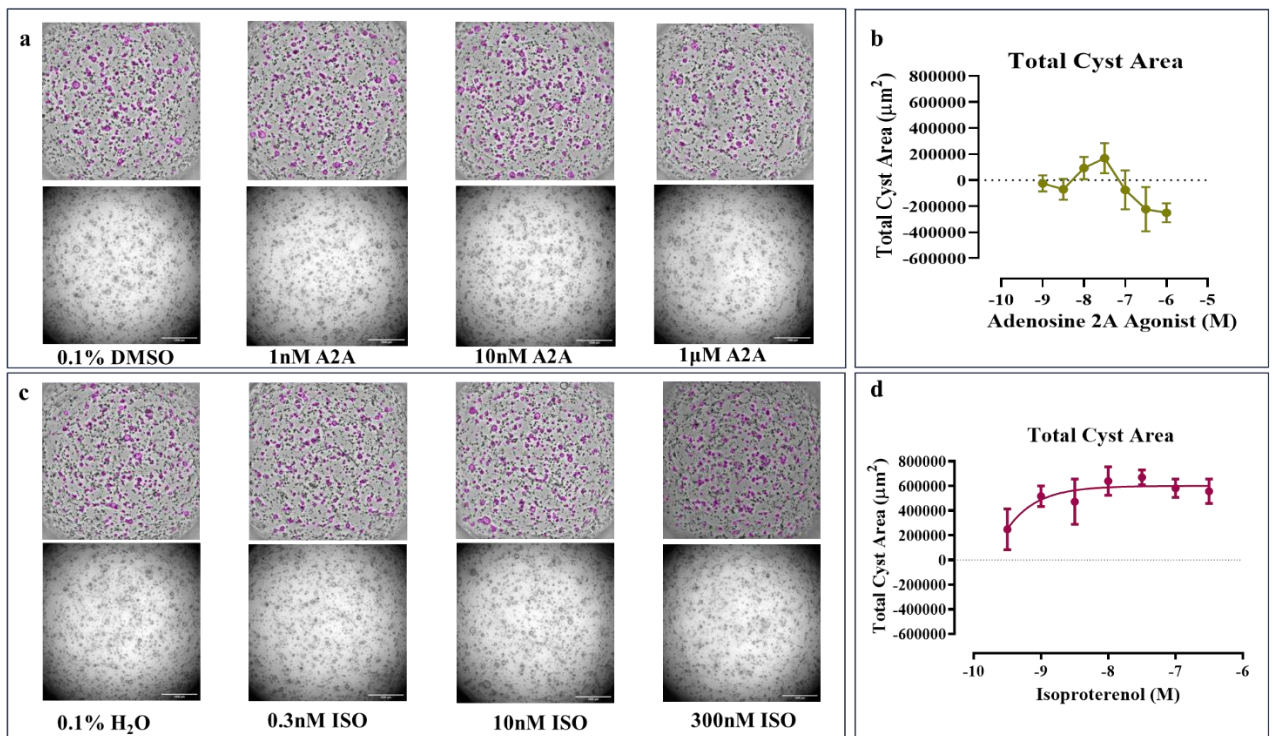 a
0.1% DMSO
1nM A2A
10nM A2A
1μM A2A
b
Total Cyst Area
Total Cyst Area (μm²)
800000
600000
400000
200000
0
-200000
-400000
-600000
-10
-9
-8
-7
-6
-5
Adenosine 2A Agonist (M)
c
0.1% H₂O
0.3nM ISO
10nM ISO
300nM ISO
d
Total Cyst Area
Total Cyst Area (μm²)
800000
600000
400000
200000
0
-200000
-400000
-600000
-10
-9
-8
-7
-6
Isoproterenol (M)